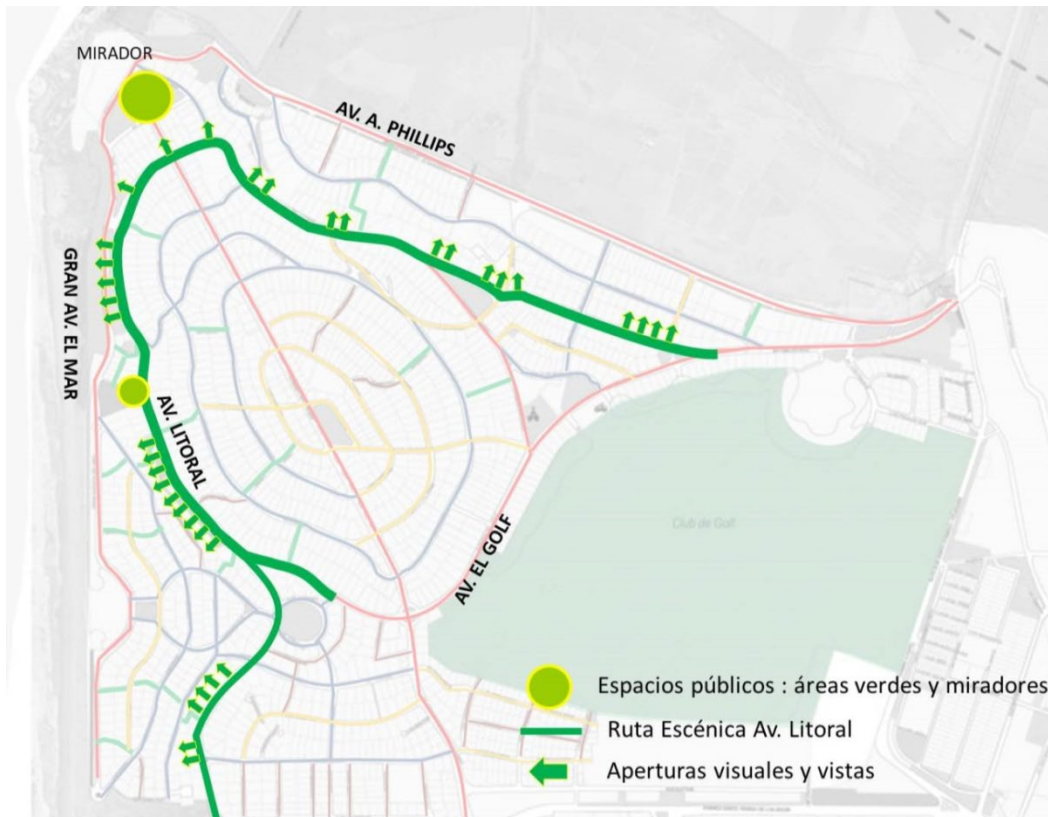 MIRADOR
AV. A. PHILLIPS
GRAN AV. EL MAR
AV. LITORAL
AV. EL GOLF
Club de Golf
Espacios públicos : áreas verdes y miradores
Ruta Escénica Av. Litoral
Aperturas visuales y vistas